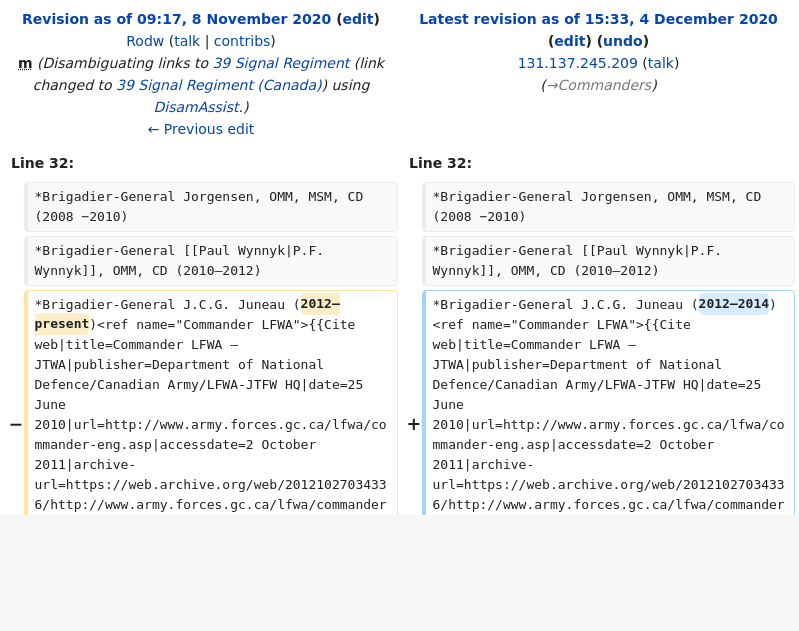 Revision as of 09:17, 8 November 2020 (edit)
Rodw (talk | contribs)
m (Disambiguating links to 39 Signal Regiment (link
changed to 39 Signal Regiment (Canada)) using
DisamAssist.)
← Previous edit
Latest revision as of 15:33, 4 December 2020
(edit) (undo)
131.137.245.209 (talk)
(→Commanders)
Line 32:
Line 32:
*Brigadier-General Jorgensen, OMM, MSM, CD
(2008 –2010)
*Brigadier-General Jorgensen, OMM, MSM, CD
(2008 –2010)
*Brigadier-General [[Paul Wynnyk|P.F.
Wynnyk]], OMM, CD (2010–2012)
*Brigadier-General [[Paul Wynnyk|P.F.
Wynnyk]], OMM, CD (2010–2012)
−
*Brigadier-General J.C.G. Juneau (2012–
present)<ref name="Commander LFWA">{{Cite
web|title=Commander LFWA –
JTWA|publisher=Department of National
Defence/Canadian Army/LFWA-JTFW HQ|date=25
June
2010|url=http://www.army.forces.gc.ca/lfwa/co
mmander-eng.asp|accessdate=2 October
2011|archive-
url=https://web.archive.org/web/2012102703433
6/http://www.army.forces.gc.ca/lfwa/commander
+
*Brigadier-General J.C.G. Juneau (2012–2014)
<ref name="Commander LFWA">{{Cite
web|title=Commander LFWA –
JTWA|publisher=Department of National
Defence/Canadian Army/LFWA-JTFW HQ|date=25
June
2010|url=http://www.army.forces.gc.ca/lfwa/co
mmander-eng.asp|accessdate=2 October
2011|archive-
url=https://web.archive.org/web/2012102703433
6/http://www.army.forces.gc.ca/lfwa/commander